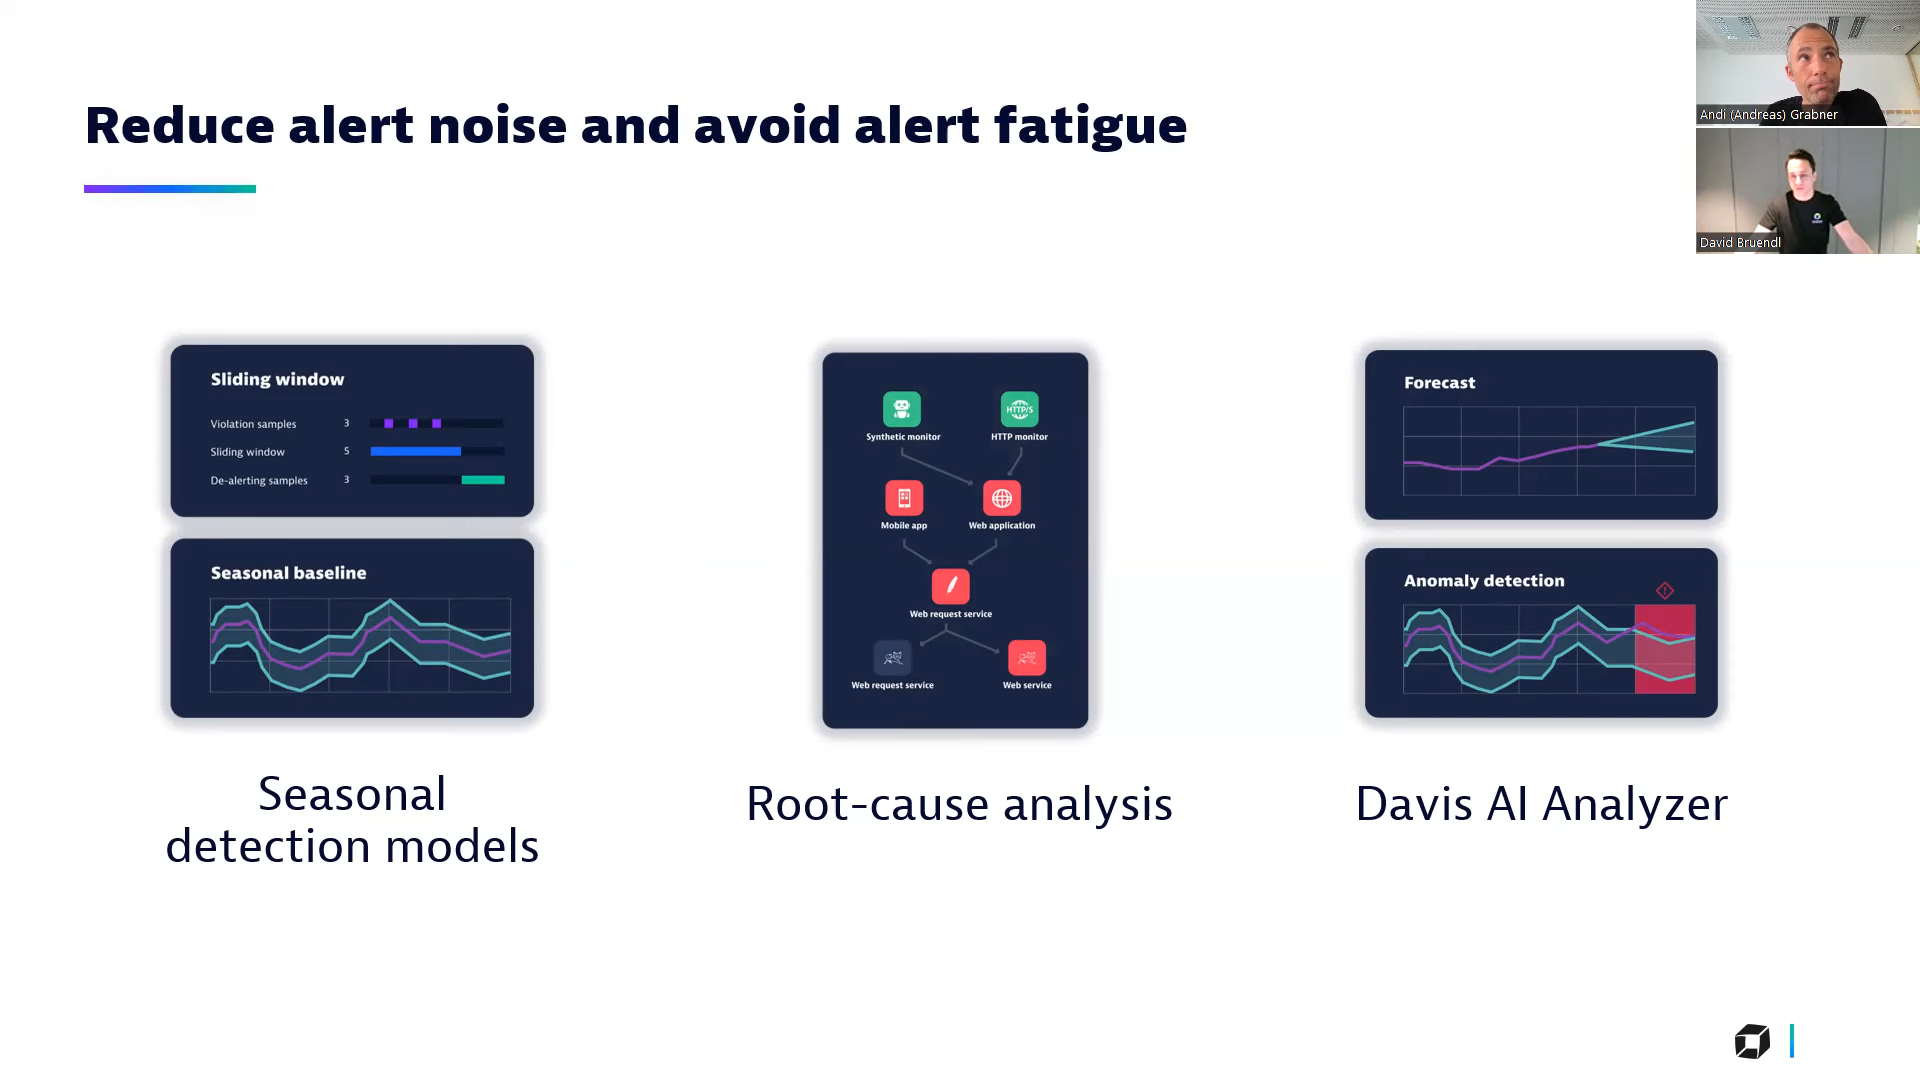 Reduce alert noise and avoid alert fatigue
Andi (Andreas) Grabner
David Bruendl
Sliding window
Violation samples 3
Sliding window 5
De-alerting samples 3
Seasonal baseline
Seasonal
detection models
Synthetic monitor
HTTP/S
HTTP monitor
Mobile app
Web application
Web request service
Web request service
Web service
Root-cause analysis
Forecast
Anomaly detection
Davis AI Analyzer